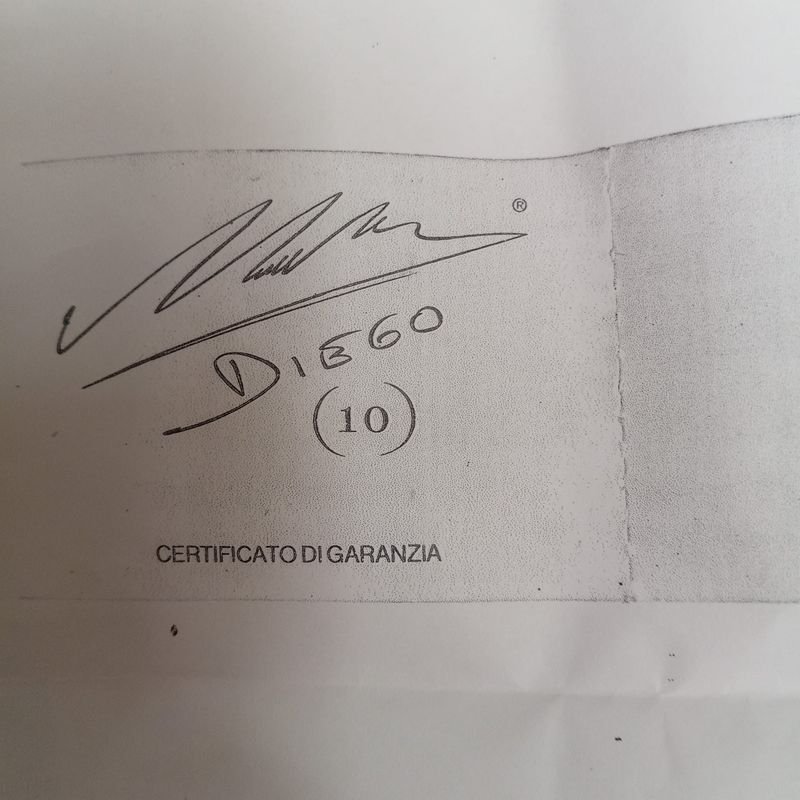 ®
DIEGO
(10)
CERTIFICATO DI GARANZIA